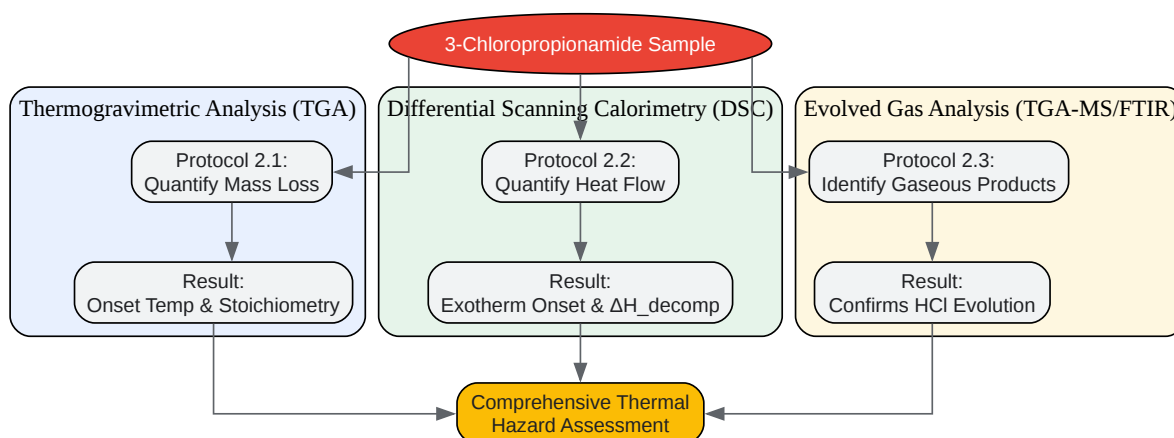 3-Chloropropionamide Sample
Thermogravimetric Analysis (TGA)
Differential Scanning Calorimetry (DSC)
Evolved Gas Analysis (TGA-MS/FTIR)
Protocol 2.1:
Quantify Mass Loss
Protocol 2.2:
Quantify Heat Flow
Protocol 2.3:
Identify Gaseous Products
Result:
Onset Temp & Stoichiometry
Result:
Exotherm Onset & ΔH_decomp
Result:
Confirms HCl Evolution
Comprehensive Thermal
Hazard Assessment